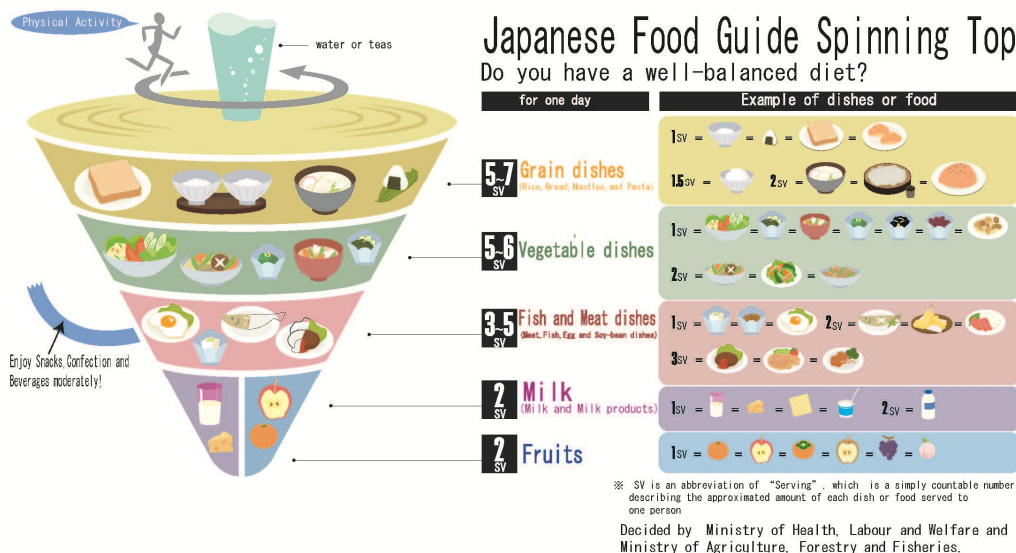 Physical Activity
water or teas
Japanese Food Guide Spinning Top
Do you have a well-balanced diet?
for one day
Example of dishes or food
5~7 SV
Grain dishes
(Rice, Bread, Noodles, and Pasta)
1SV = = = =
1.5SV = 2SV = = =
5~6 SV
Vegetable dishes
1SV = = = = = = =
2SV = = =
3~5 SV
Fish and Meat dishes
(Meat, Fish, Egg and Soy-bean dishes)
1SV = = = 2SV = = =
3SV = = =
Enjoy Snacks, Confection and
Beverages moderately!
2 SV
Milk
(Milk and Milk products)
1SV = = = = 2SV =
2 SV
Fruits
1SV = = = = = =
※ SV is an abbreviation of “Serving”, which is a simply countable number
describing the approximated amount of each dish or food served to
one person
Decided by Ministry of Health, Labour and Welfare and
Ministry of Agriculture, Forestry and Fisheries.